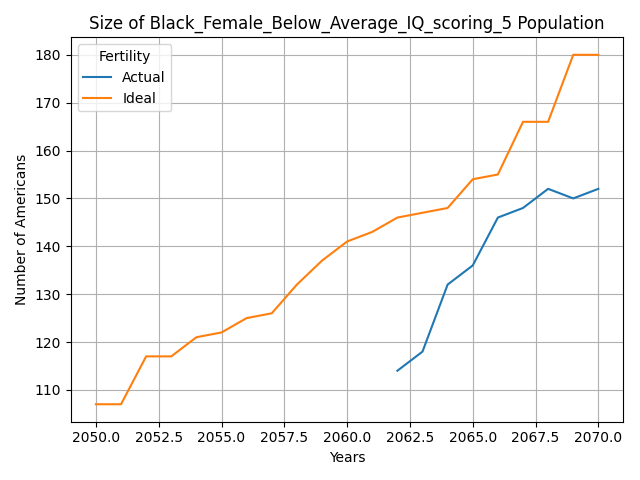 Size of Black_Female_Below_Average_IQ_scoring_5 Population
Fertility
Actual
Ideal
Number of Americans
180
170
160
150
140
130
120
110
2050.0 2052.5 2055.0 2057.5 2060.0 2062.5 2065.0 2067.5 2070.0
Years